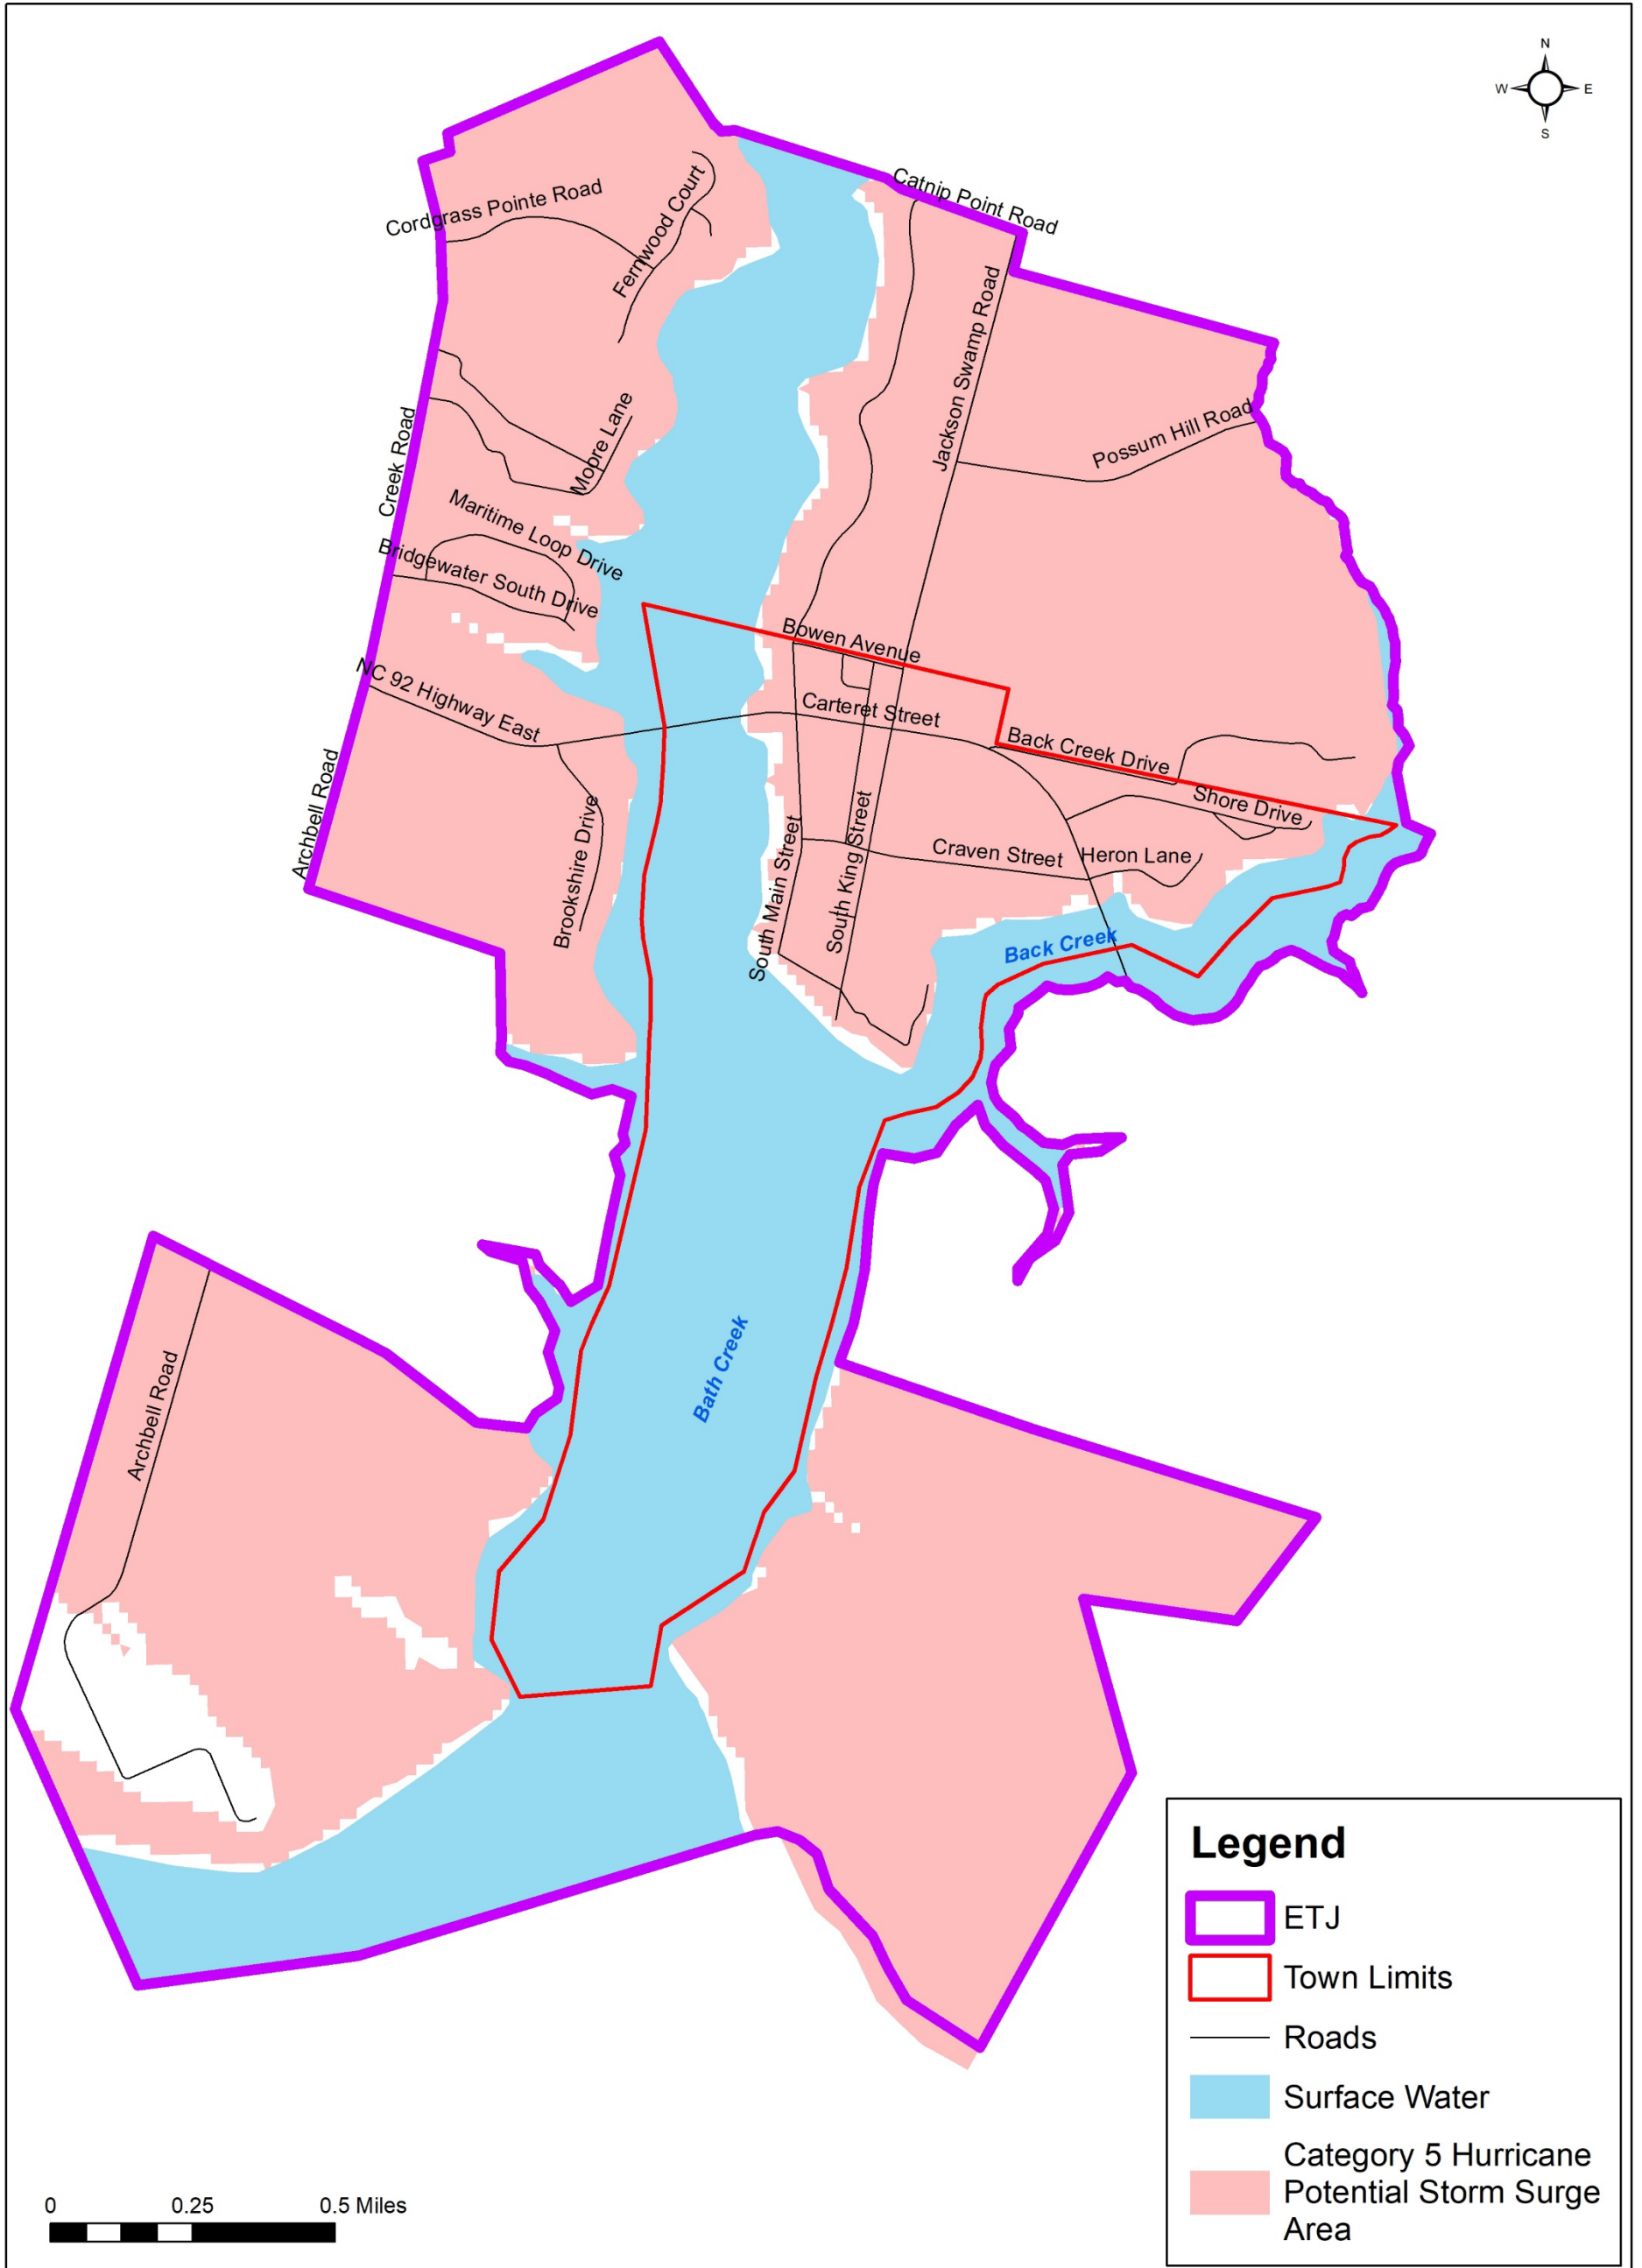 N
W
E
S
Catnip Point Road
Cordgrass Pointe Road
Fernwood Court
Jackson Swamp Road
Possum Hill Road
Moore Lane
Creek Road
Maritime Loop Drive
Bridgewater South Drive
Bowen Avenue
NC 92 Highway East
Carteret Street
Back Creek Drive
Shore Drive
Archbell Road
Brookshire Drive
South Main Street
South King Street
Craven Street
Heron Lane
Back Creek
Bath Creek
Archbell Road
Legend
ETJ
Town Limits
Roads
Surface Water
Category 5 Hurricane
Potential Storm Surge
Area
0
0.25
0.5 Miles